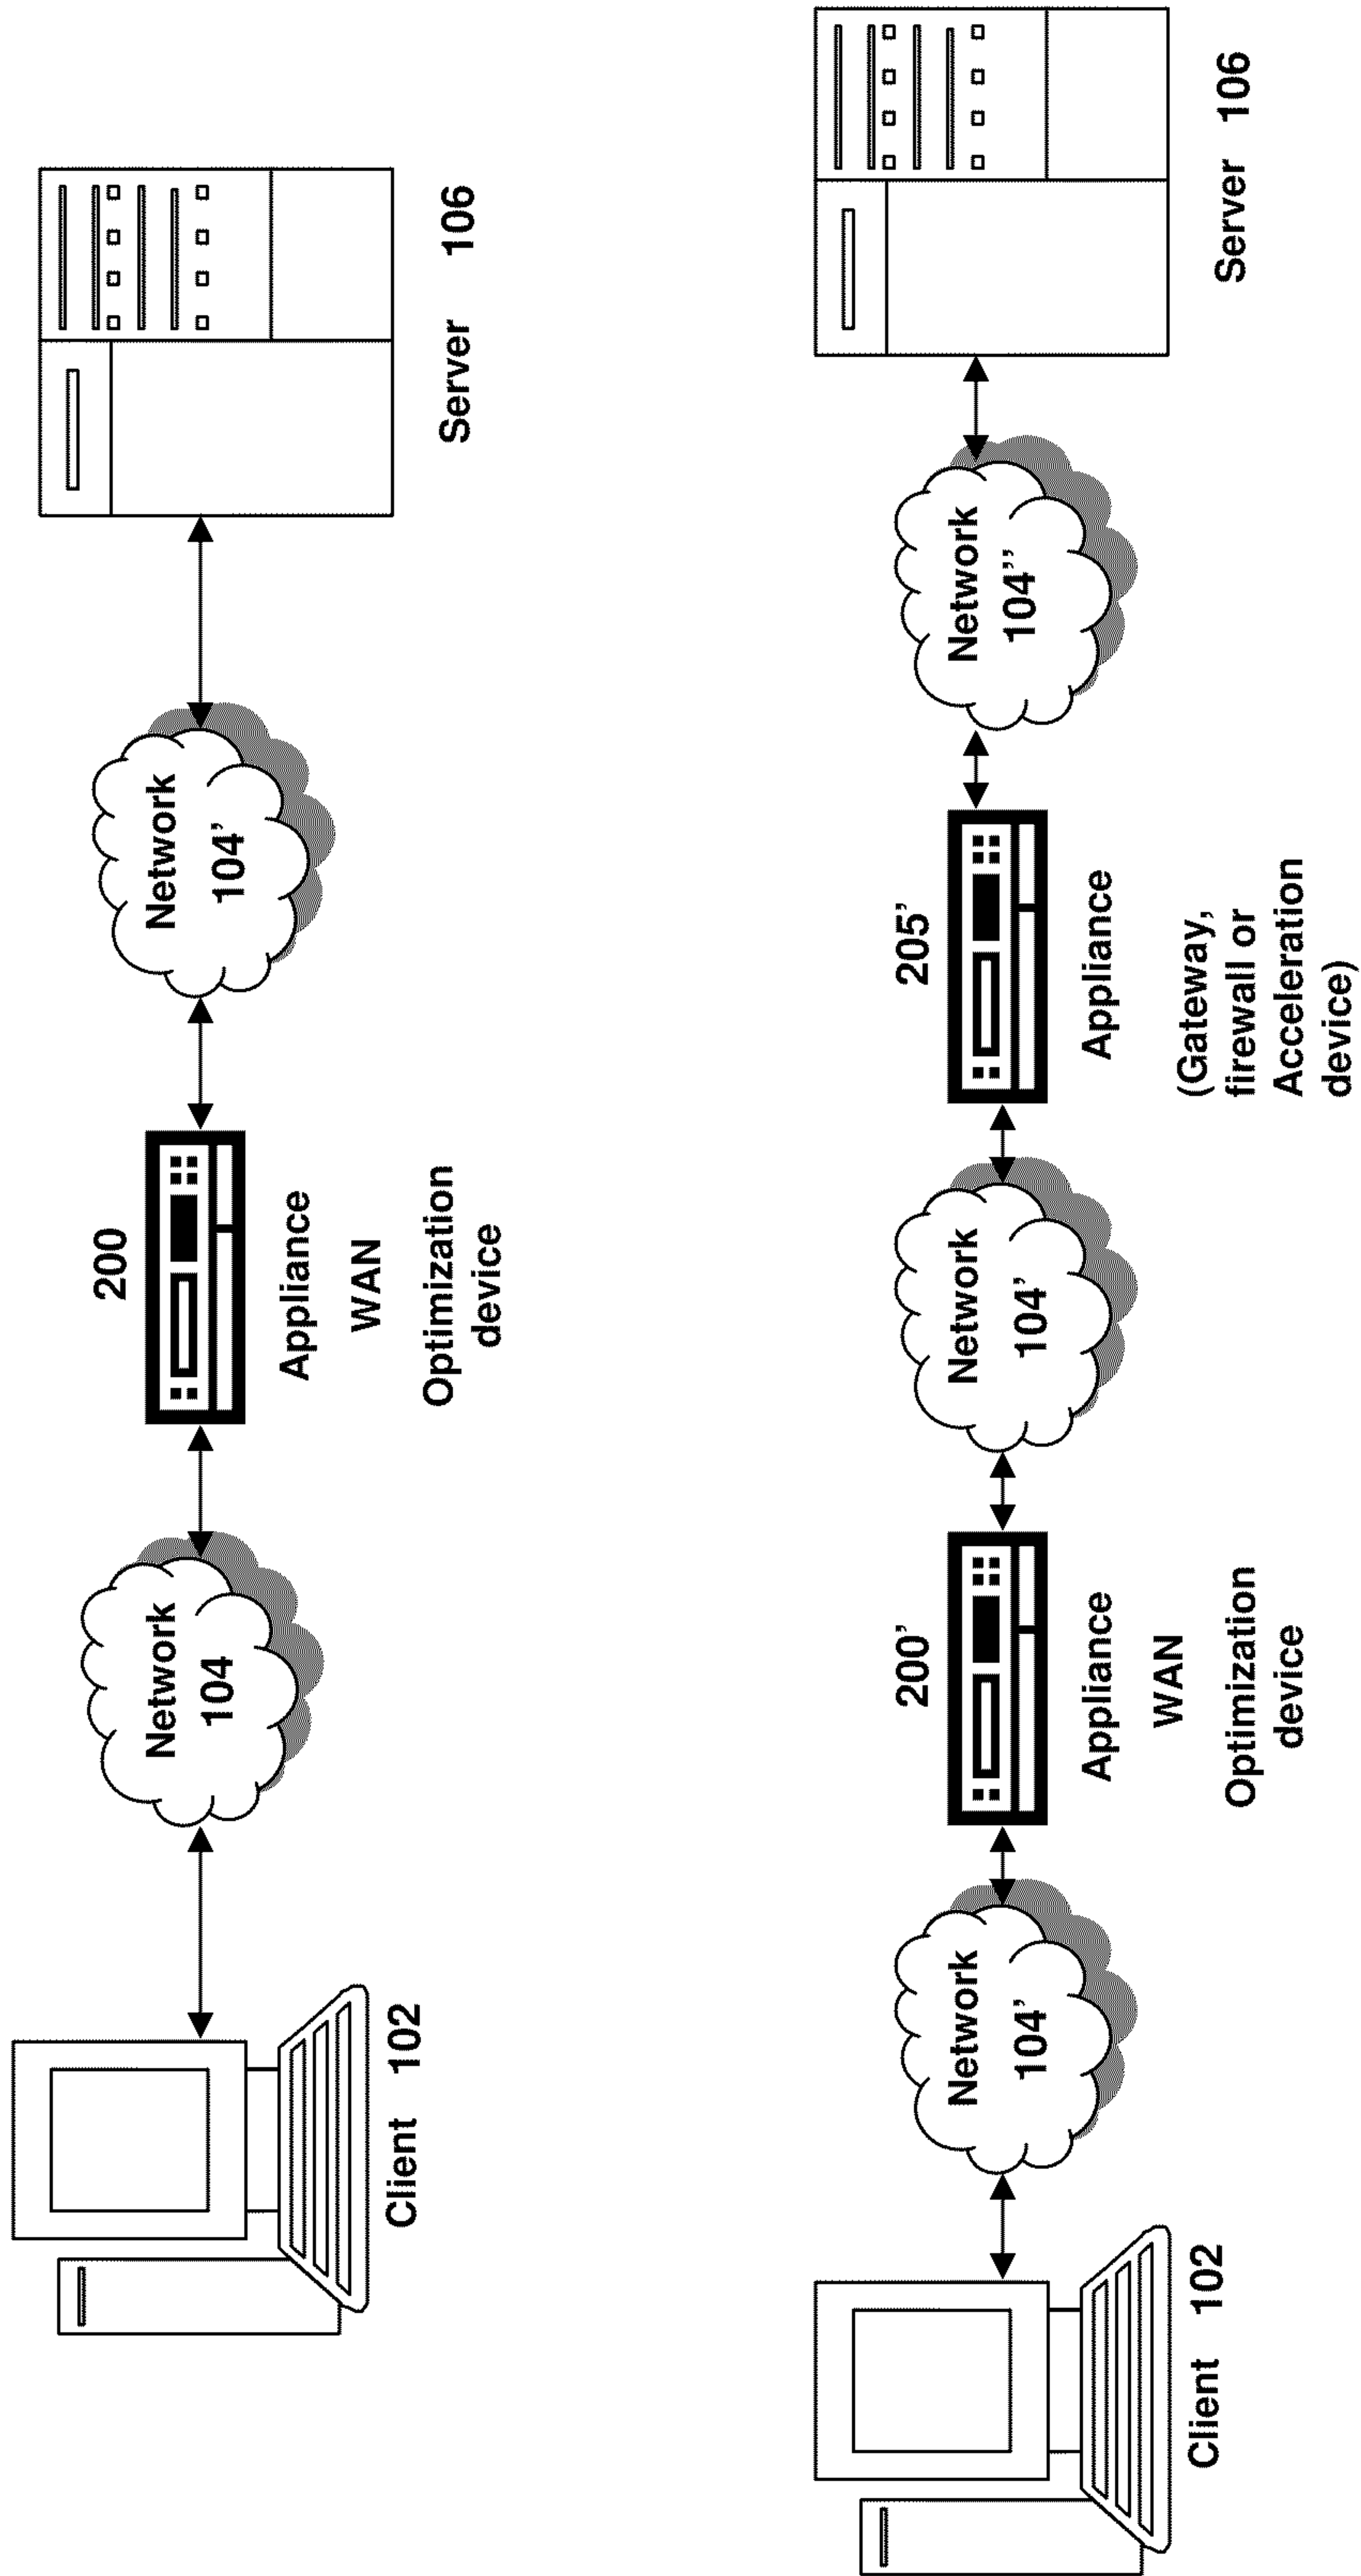 200
Network
104
Network
104’
Appliance
WAN
Optimization
device
Client 102
Server 106
200’
205’
Network
104’
Network
104’
Network
104’’
Appliance
WAN
Optimization
device
Appliance
(Gateway,
firewall or
Acceleration
device)
Client 102
Server 106